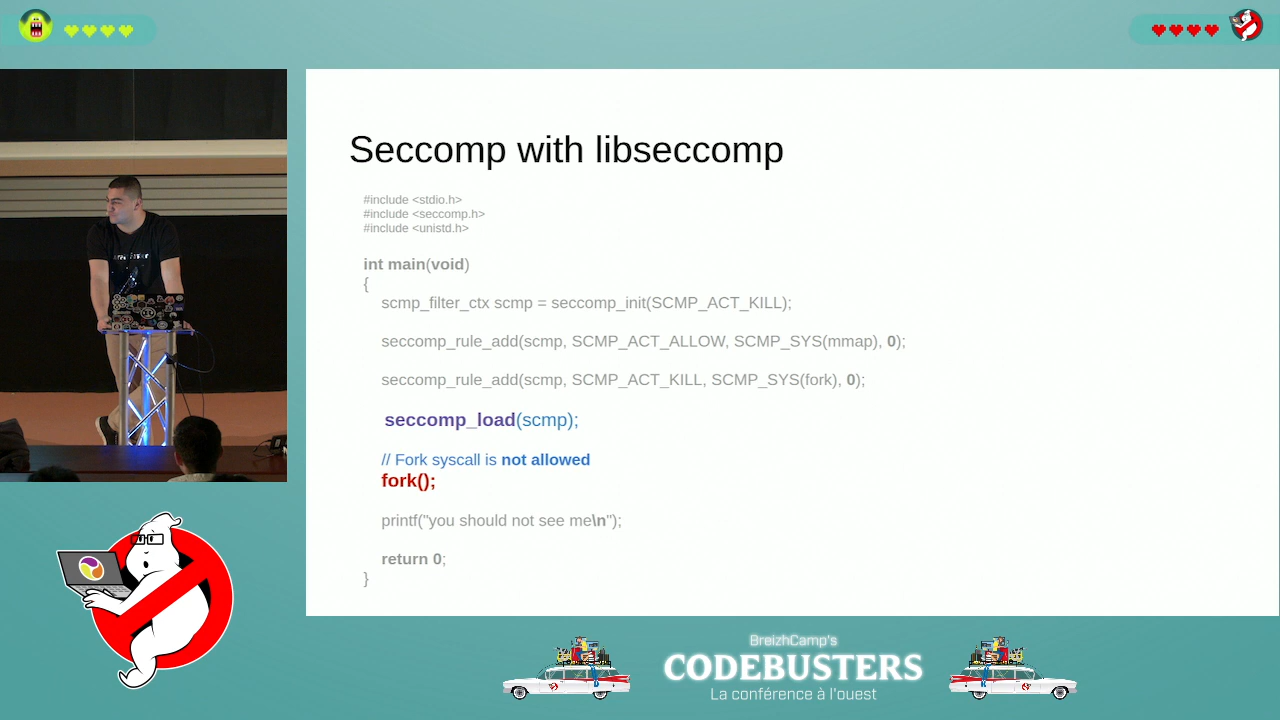 Seccomp with libseccomp
#include <stdio.h>
#include <seccomp.h>
#include <unistd.h>
int main(void)
{
scmp_filter_ctx scmp = seccomp_init(SCMP_ACT_KILL);
seccomp_rule_add(scmp, SCMP_ACT_ALLOW, SCMP_SYS(mmap), 0);
seccomp_rule_add(scmp, SCMP_ACT_KILL, SCMP_SYS(fork), 0);
seccomp_load(scmp);
// Fork syscall is not allowed
fork();
printf("you should not see me\n");
return 0;
}
BreizhCamp's
CODEBUSTERS
La conférence à l'ouest